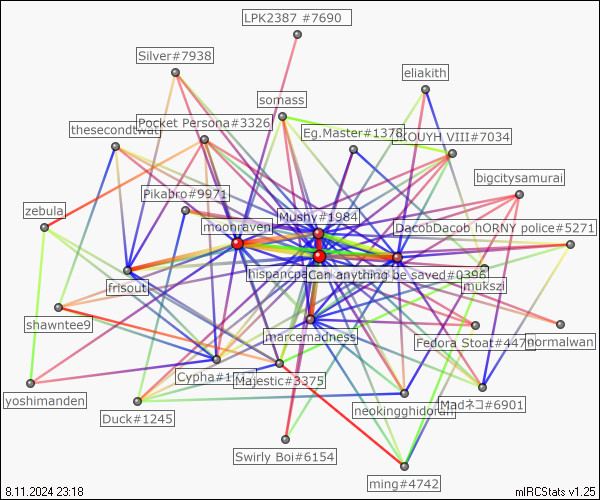 LPK2387 #7690
Silver#7938
eliakith
somass
Pocket Persona#3326
Eg.Master#1378
KOUYH VIII#7034
thesecondtwat
bigcitysamurai
Pikabro#9971
zebula
moonraven
Mushy#1984
DacobDacob hORNY police#5271
frisout
Can anything be saved#0396
mukszi
shawntee9
marcemadness
Fedora Stoat#447
normalwan
Cypha#1
Majestic#3375
yoshimanden
Duck#1245
neokingghidorah
Madネコ#6901
Swirly Boi#6154
ming#4742
8.11.2024 23:18
mIRCStats v1.25